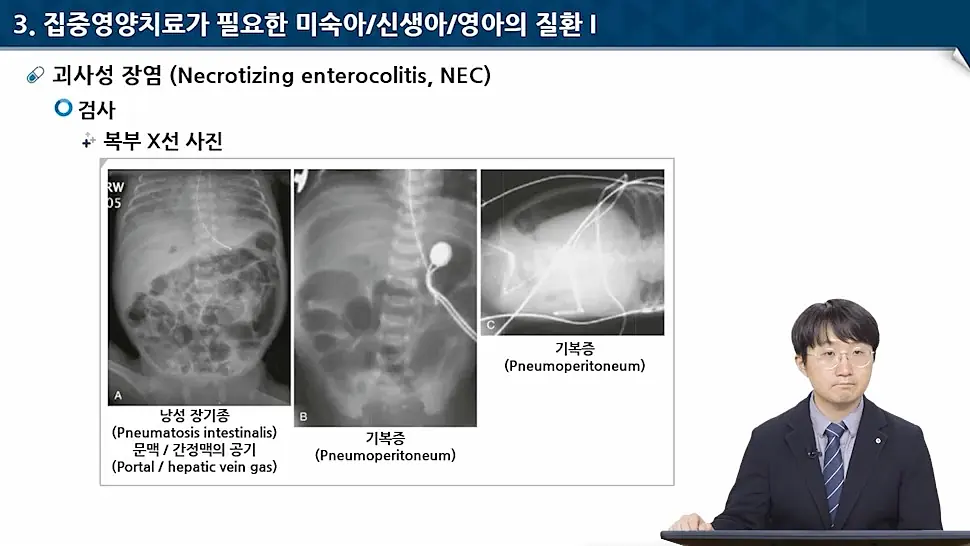 3. 집중영양치료가 필요한 미숙아/신생아/영아의 질환 I
괴사성 장염 (Necrotizing enterocolitis, NEC)
검사
복부 X선 사진
RW
05
A
낭성 장기종
(Pneumatosis intestinalis)
문맥 / 간정맥의 공기
(Portal / hepatic vein gas)
B
기복증
(Pneumoperitoneum)
C
기복증
(Pneumoperitoneum)